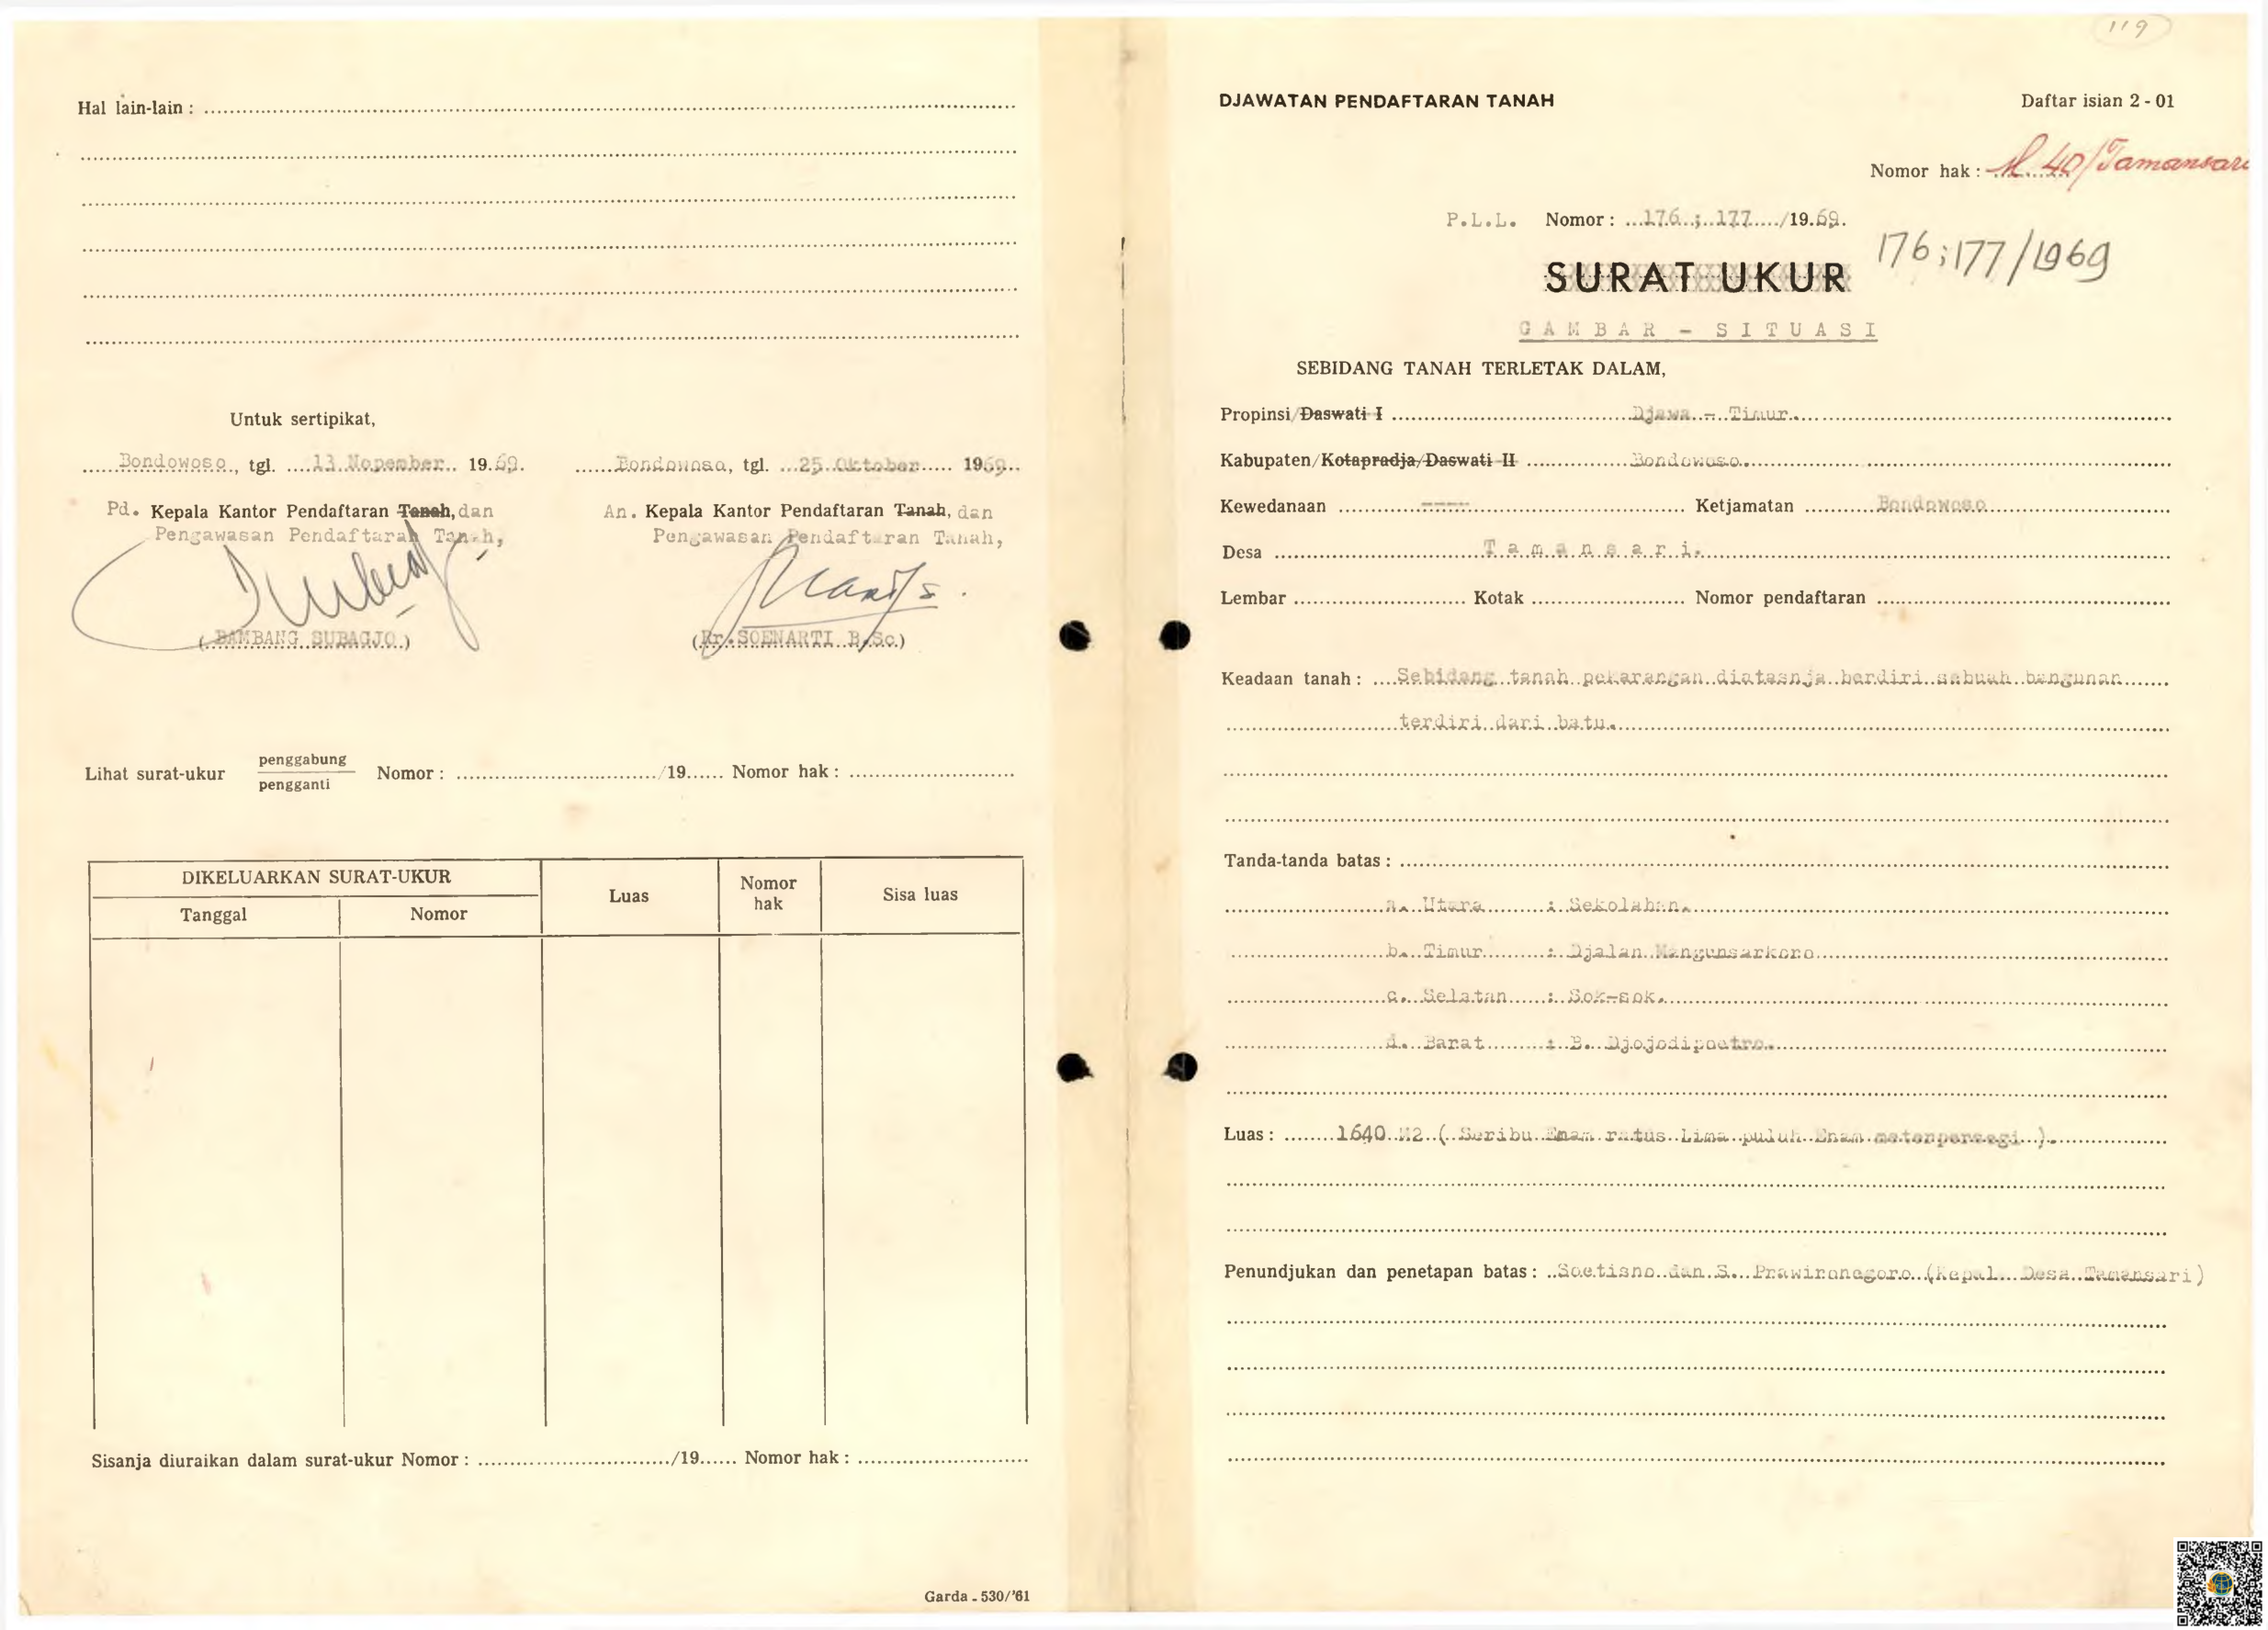 Hal lain-lain :
Untuk sertipikat,
Bondowoso, tgl. 13 Nopember 1969.
Pd. Kepala Kantor Pendaftaran Tanah, dan
Pengawasan Pendaftaran Tanah,
(BAMBANG SUBAGJO)
Bondowoso, tgl. 25 Oktober 1969.
An. Kepala Kantor Pendaftaran Tanah, dan
Pengawasan Pendaftaran Tanah,
(Rr.SOENARTI B.Sc.)
Lihat surat-ukur penggabung
pengganti Nomor : /19...... Nomor hak :
DIKELUARKAN SURAT-UKUR
Tanggal Nomor Luas Nomor hak Sisa luas
Sisanja diuraikan dalam surat-ukur Nomor : /19...... Nomor hak :
Garda - 530/'61
119
DJAWATAN PENDAFTARAN TANAH Daftar isian 2 - 01
Nomor hak : M 40/Tamansari
P.L.L. Nomor : 176 ; 177 /1969.
176;177/1969
SURAT UKUR
GAMBAR - SITUASI
SEBIDANG TANAH TERLETAK DALAM,
Propinsi/Daswati I Djawa - Timur.
Kabupaten/Kotapradja/Daswati II Bondowoso.
Kewedanaan ---- Ketjamatan Bondowoso
Desa Tamansari.
Lembar Kotak Nomor pendaftaran
Keadaan tanah : Sebidang tanah pekarangan diatasnja berdiri sebuah bangunan
terdiri dari batu.
Tanda-tanda batas :
a. Utara : Sekolahan.
b. Timur : Djalan Mangunsarkoro
c. Selatan : Sok-sok.
d. Barat : B. Djojodipoetro.
Luas : 1640 M2 ( Seribu Enam ratus Lima puluh Enam meterpersegi ).
Penundjukan dan penetapan batas : Soetisno dan S. Prawironegoro (Kepala Desa Tamansari)